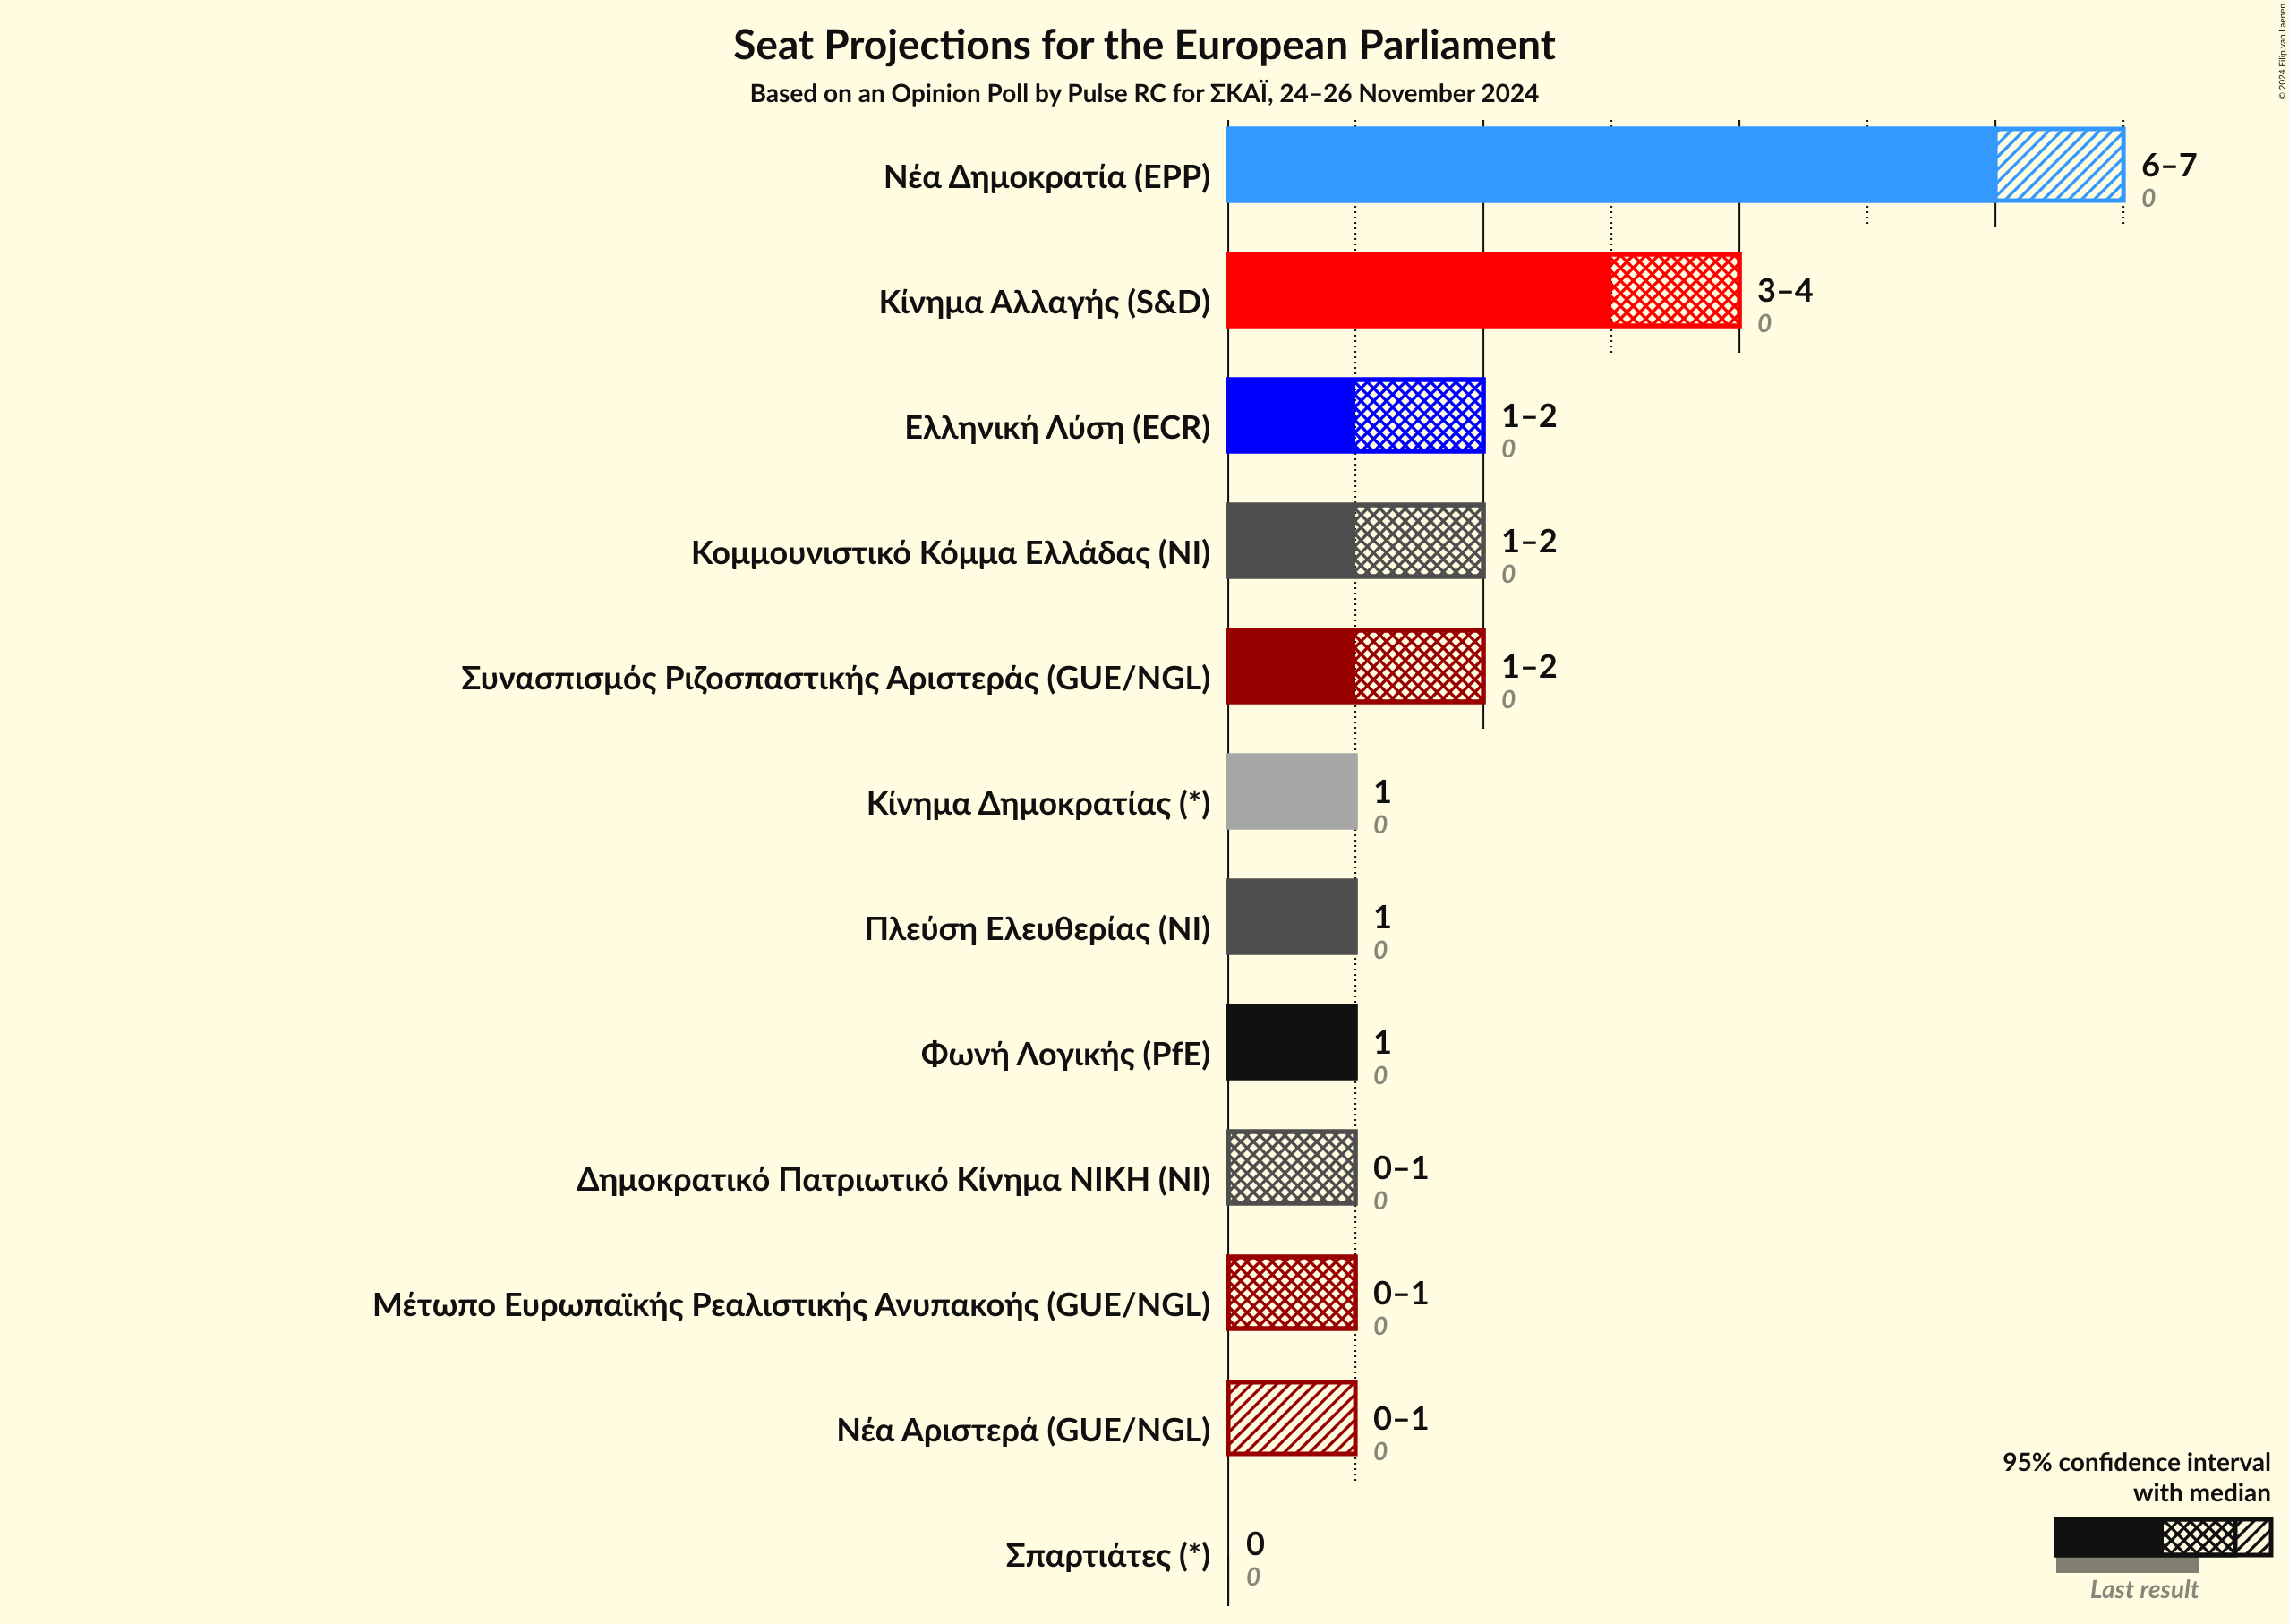 Seat Projections for the European Parliament
Based on an Opinion Poll by Pulse RC for ΣΚΑΪ, 24–26 November 2024
© 2024 Filip van Laenen
Νέα Δημοκρατία (EPP)
6–7
0
Κίνημα Αλλαγής (S&D)
3–4
0
Ελληνική Λύση (ECR)
1–2
0
Κομμουνιστικό Κόμμα Ελλάδας (NI)
1–2
0
Συνασπισμός Ριζοσπαστικής Αριστεράς (GUE/NGL)
1–2
0
Κίνημα Δημοκρατίας (*)
1
0
Πλεύση Ελευθερίας (NI)
1
0
Φωνή Λογικής (PfE)
1
0
Δημοκρατικό Πατριωτικό Κίνημα ΝΙΚΗ (NI)
0–1
0
Μέτωπο Ευρωπαϊκής Ρεαλιστικής Ανυπακοής (GUE/NGL)
0–1
0
Νέα Αριστερά (GUE/NGL)
0–1
0
Σπαρτιάτες (*)
0
0
95% confidence interval
with median
Last result